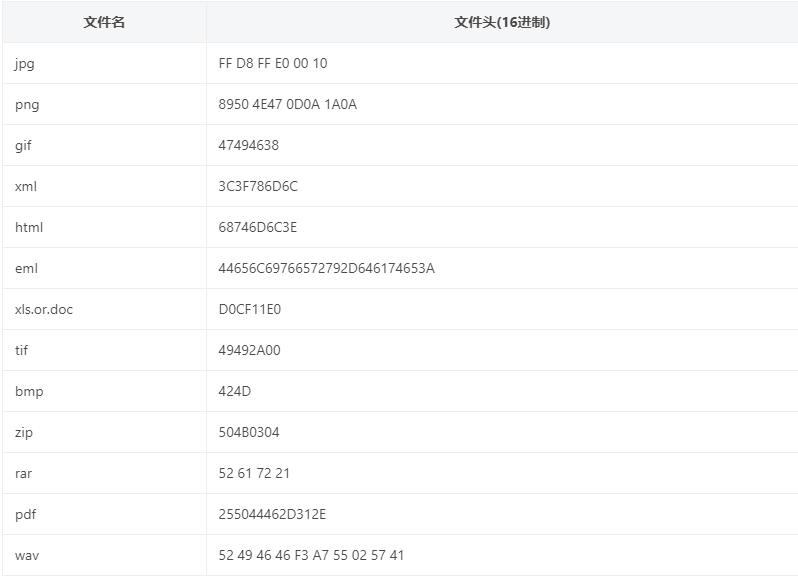 文件名 文件头(16进制)
jpg FF D8 FF E0 00 10
png 8950 4E47 0D0A 1A0A
gif 47494638
xml 3C3F786D6C
html 68746D6C3E
eml 44656C69766572792D646174653A
xls.or.doc D0CF11E0
tif 49492A00
bmp 424D
zip 504B0304
rar 52 61 72 21
pdf 255044462D312E
wav 52 49 46 46 F3 A7 55 02 57 41